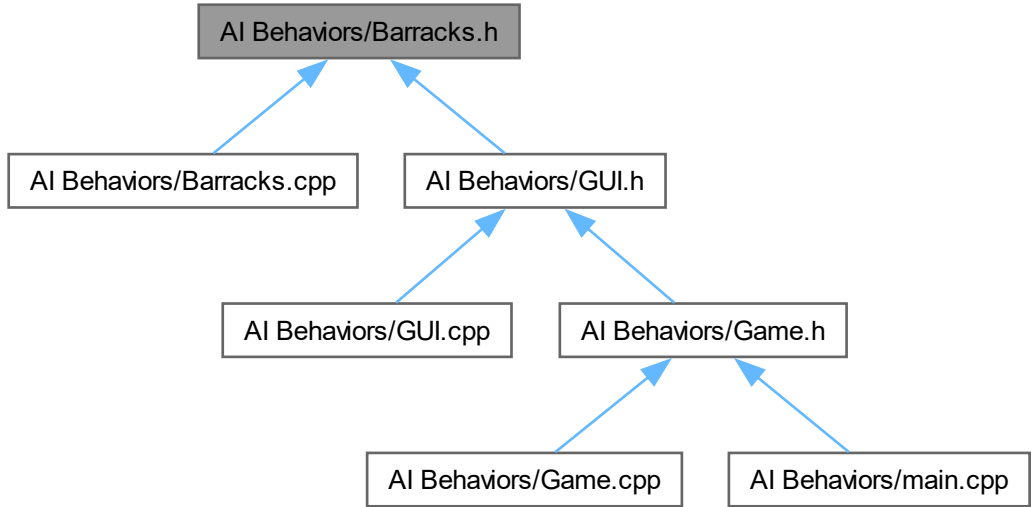 AI Behaviors/Barracks.h
AI Behaviors/Barracks.cpp
AI Behaviors/GUI.h
AI Behaviors/GUI.cpp
AI Behaviors/Game.h
AI Behaviors/Game.cpp
AI Behaviors/main.cpp